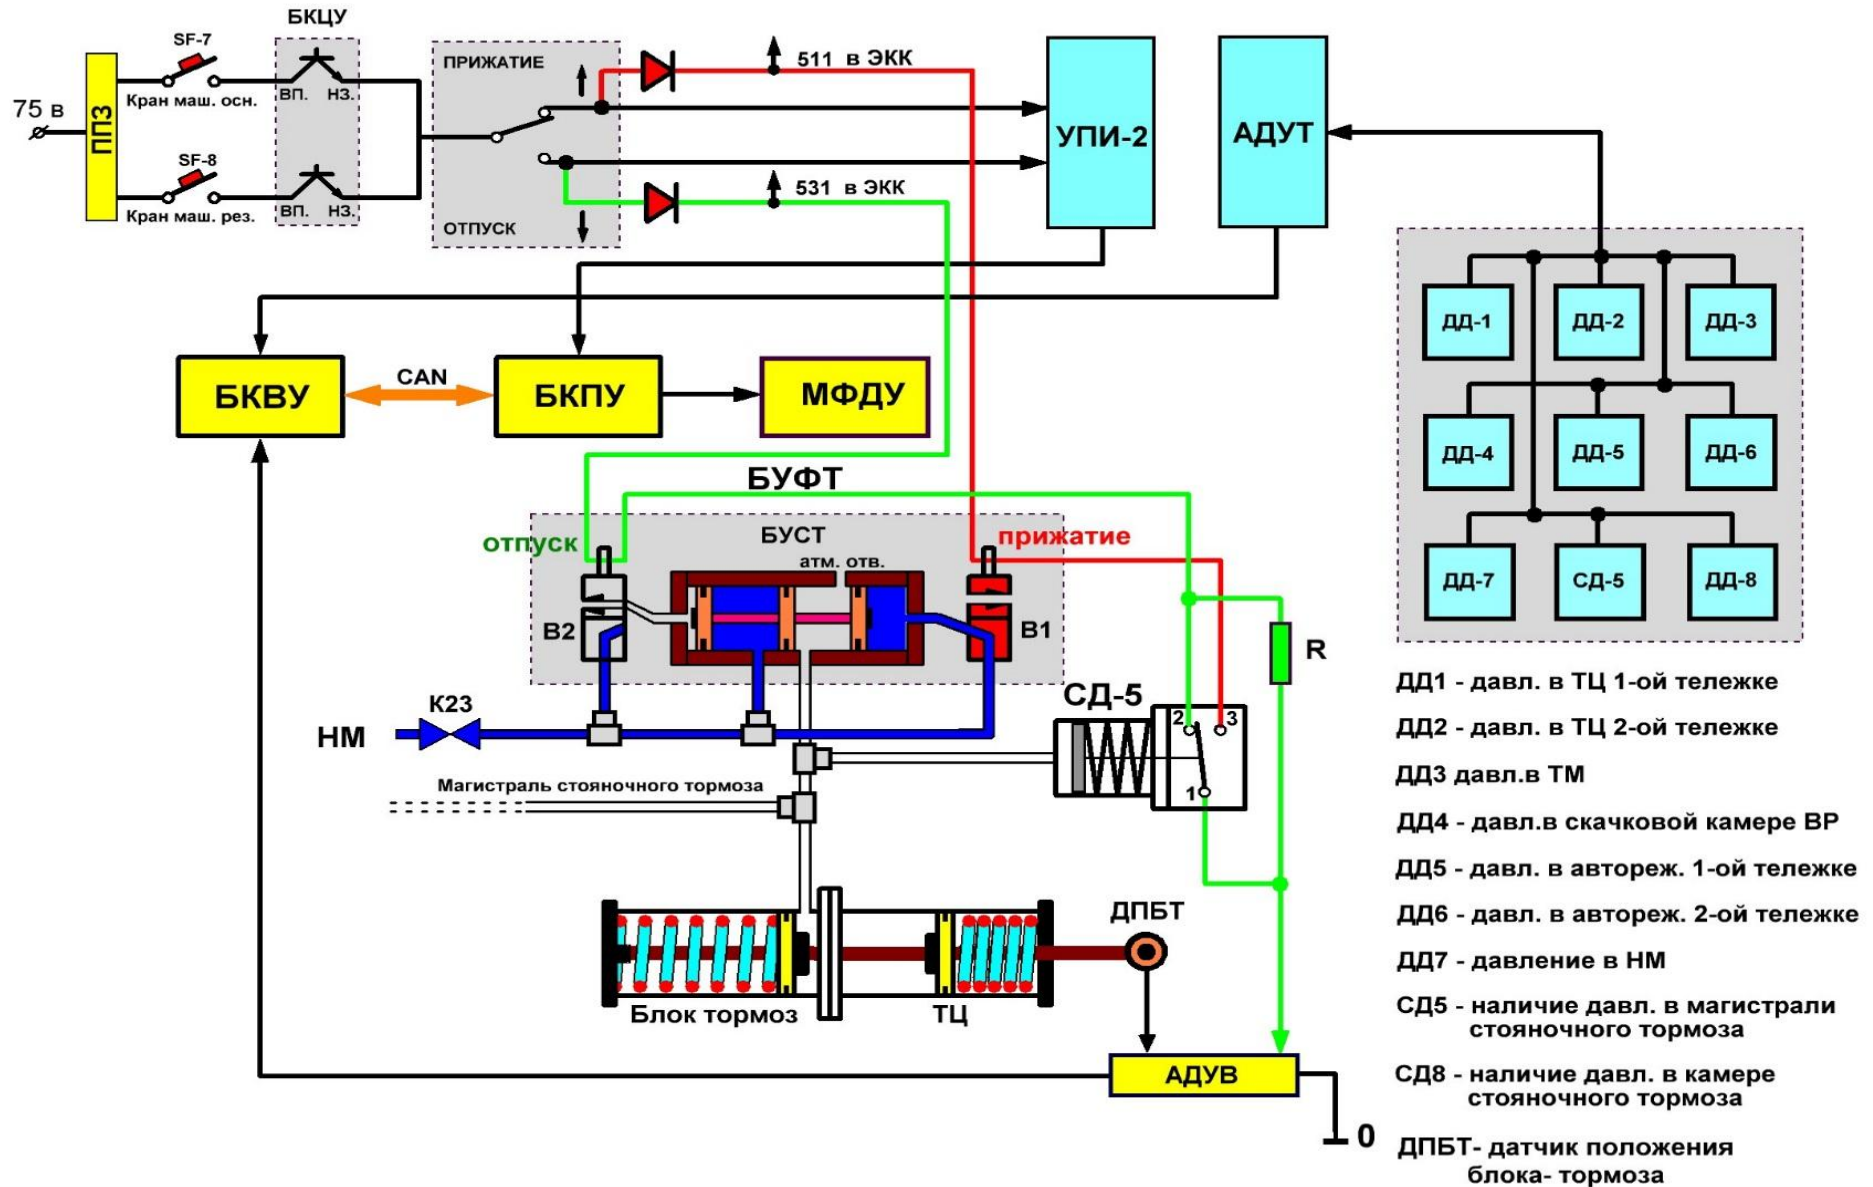 БКЦУ
SF-7
Кран маш. осн.
ВП.
НЗ.
75 в
ППЗ
SF-8
Кран маш. рез.
ВП.
НЗ.
ПРИЖАТИЕ
ОТПУСК
511 в ЭКК
531 в ЭКК
УПИ-2
АДУТ
ДД-1
ДД-2
ДД-3
ДД-4
ДД-5
ДД-6
ДД-7
СД-5
ДД-8
БКВУ
CAN
БКПУ
МФДУ
БУФТ
БУСТ
отпуск
прижатие
атм. отв.
В2
В1
R
К23
НМ
СД-5
2
3
1
Магистраль стояночного тормоза
Блок тормоз
ТЦ
ДПБТ
АДУВ
0
ДД1 - давл. в ТЦ 1-ой тележке
ДД2 - давл. в ТЦ 2-ой тележке
ДД3 давл.в ТМ
ДД4 - давл.в скачковой камере ВР
ДД5 - давл. в автореж. 1-ой тележке
ДД6 - давл. в автореж. 2-ой тележке
ДД7 - давление в НМ
СД5 - наличие давл. в магистрали
стояночного тормоза
СД8 - наличие давл. в камере
стояночного тормоза
ДПБТ- датчик положения
блока- тормоза